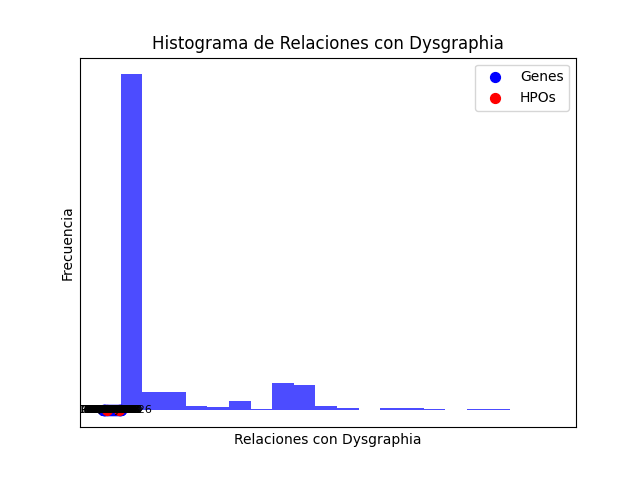 Histograma de Relaciones con Dysgraphia
Genes
HPOs
Frecuencia
Relaciones con Dysgraphia